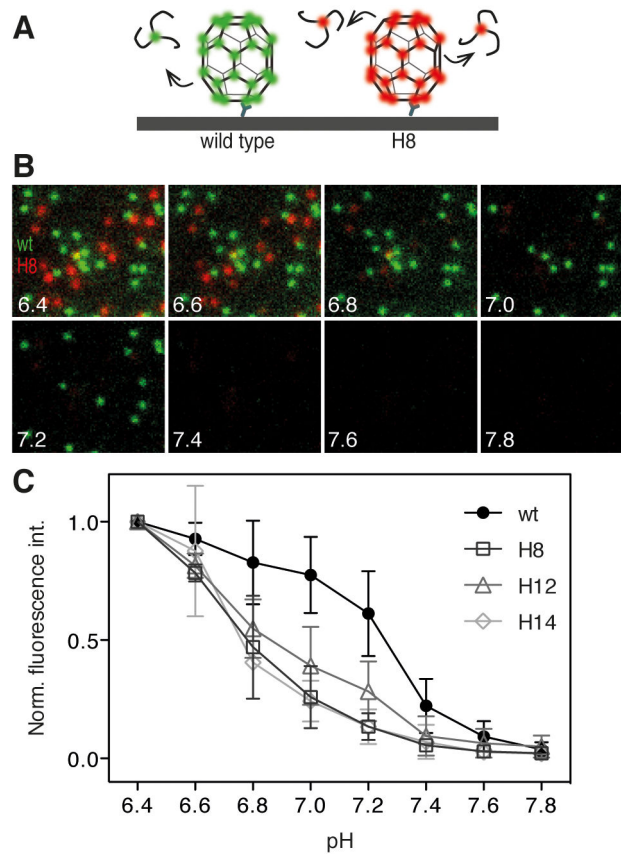 A
wild type
H8
B
wt
H8
6.4
6.6
6.8
7.0
7.2
7.4
7.6
7.8
C
Norm. fluorescence int.
1.0
0.5
0.0
wt
H8
H12
H14
6.4 6.6 6.8 7.0 7.2 7.4 7.6 7.8
pH